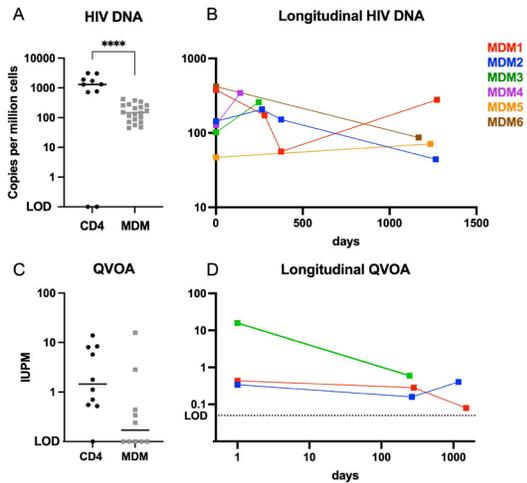 A HIV DNA
Copies per million cells
****
10000
1000
100
10
1
LOD
CD4 MDM
B Longitudinal HIV DNA
1000
100
10
0 500 1000 1500
days
MDM1
MDM2
MDM3
MDM4
MDM5
MDM6
C QVOA
IUPM
100
10
1
LOD
CD4 MDM
D Longitudinal QVOA
100
10
1
0.1
LOD
1 10 100 1000
days